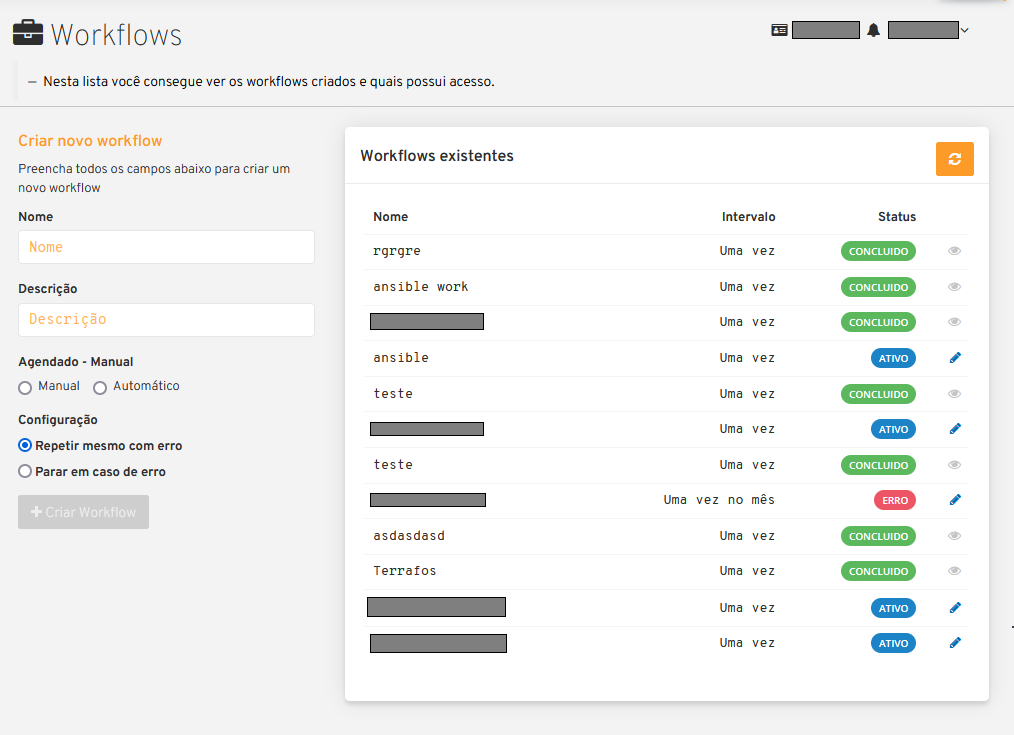 Workflows
– Nesta lista você consegue ver os workflows criados e quais possui acesso.
Criar novo workflow
Preencha todos os campos abaixo para criar um
novo workflow
Nome
Nome
Descrição
Descrição
Agendado - Manual
Manual Automático
Configuração
Repetir mesmo com erro
Parar em caso de erro
Criar Workflow
Workflows existentes
Nome Intervalo Status
rgrgre Uma vez CONCLUIDO
ansible work Uma vez CONCLUIDO
Uma vez CONCLUIDO
ansible Uma vez ATIVO
teste Uma vez CONCLUIDO
Uma vez ATIVO
teste Uma vez CONCLUIDO
Uma vez no mês ERRO
asdasdasd Uma vez CONCLUIDO
Terrafos Uma vez CONCLUIDO
Uma vez ATIVO
Uma vez ATIVO